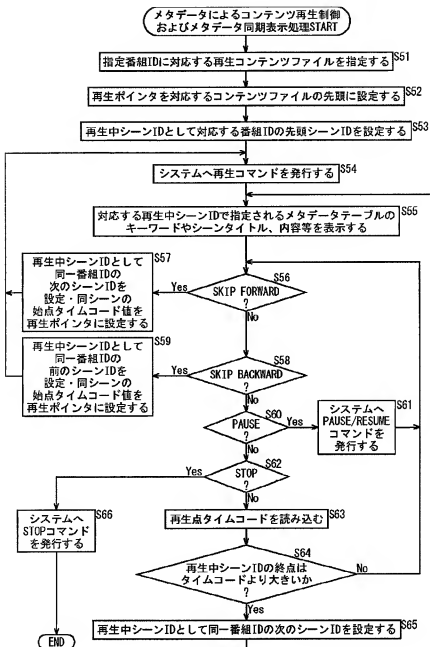 メタデータによるコンテンツ再生制御
およびメタデータ同期表示処理START
指定番組IDに対応する再生コンテンツファイルを指定する
S51
再生ポインタを対応するコンテンツファイルの先頭に設定する
S52
再生中シーンIDとして対応する番組IDの先頭シーンIDを設定する
S53
システムへ再生コマンドを発行する
S54
対応する再生中シーンIDで指定されるメタデータテーブルの
キーワードやシーンタイトル、内容等を表示する
S55
S57
再生中シーンIDとして
同一番組IDの
次のシーンIDを
設定・同シーンの
始点タイムコード値を
再生ポインタに設定する
Yes
S56
SKIP FORWARD
?
No
S59
再生中シーンIDとして
同一番組IDの
前のシーンIDを
設定・同シーンの
始点タイムコード値を
再生ポインタに設定する
Yes
S58
SKIP BACKWARD
?
No
S60
PAUSE
?
Yes
No
S61
システムへ
PAUSE/RESUME
コマンドを
発行する
Yes
S62
STOP
?
No
S66
システムへ
STOPコマンド
を発行する
再生点タイムコードを読み込む
S63
S64
再生中シーンIDの終点は
タイムコードより大きいか
?
No
Yes
再生中シーンIDとして同一番組IDの次のシーンIDを設定する
S65
END